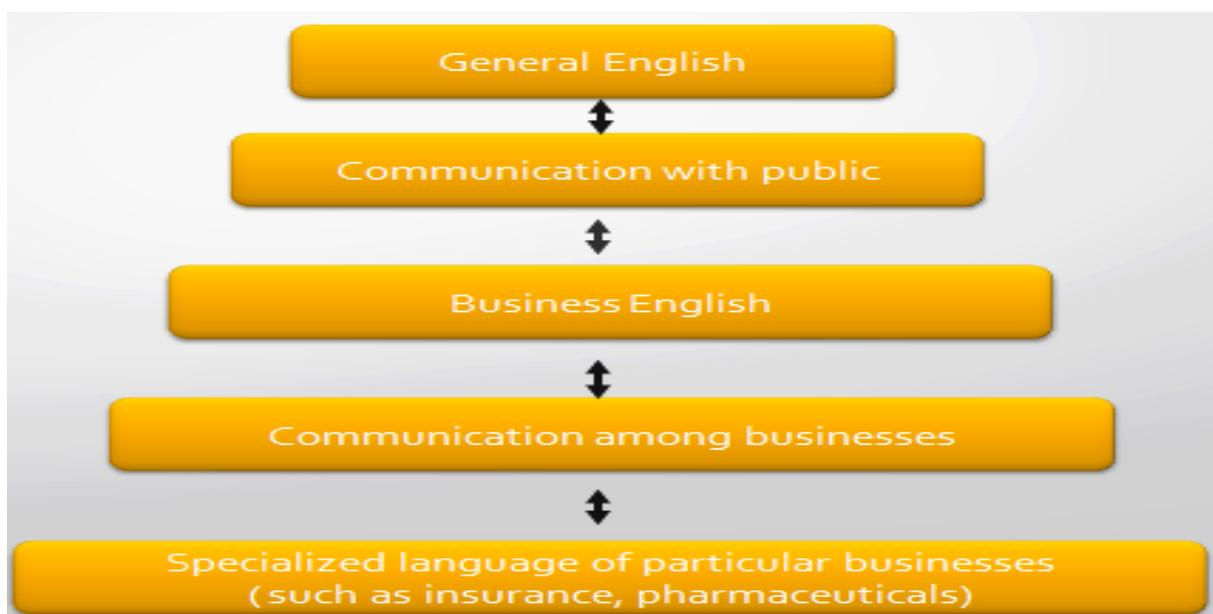 General English
Communication with public
Business English
Communication among businesses
Specialized language of particular businesses
(such as insurance, pharmaceuticals)